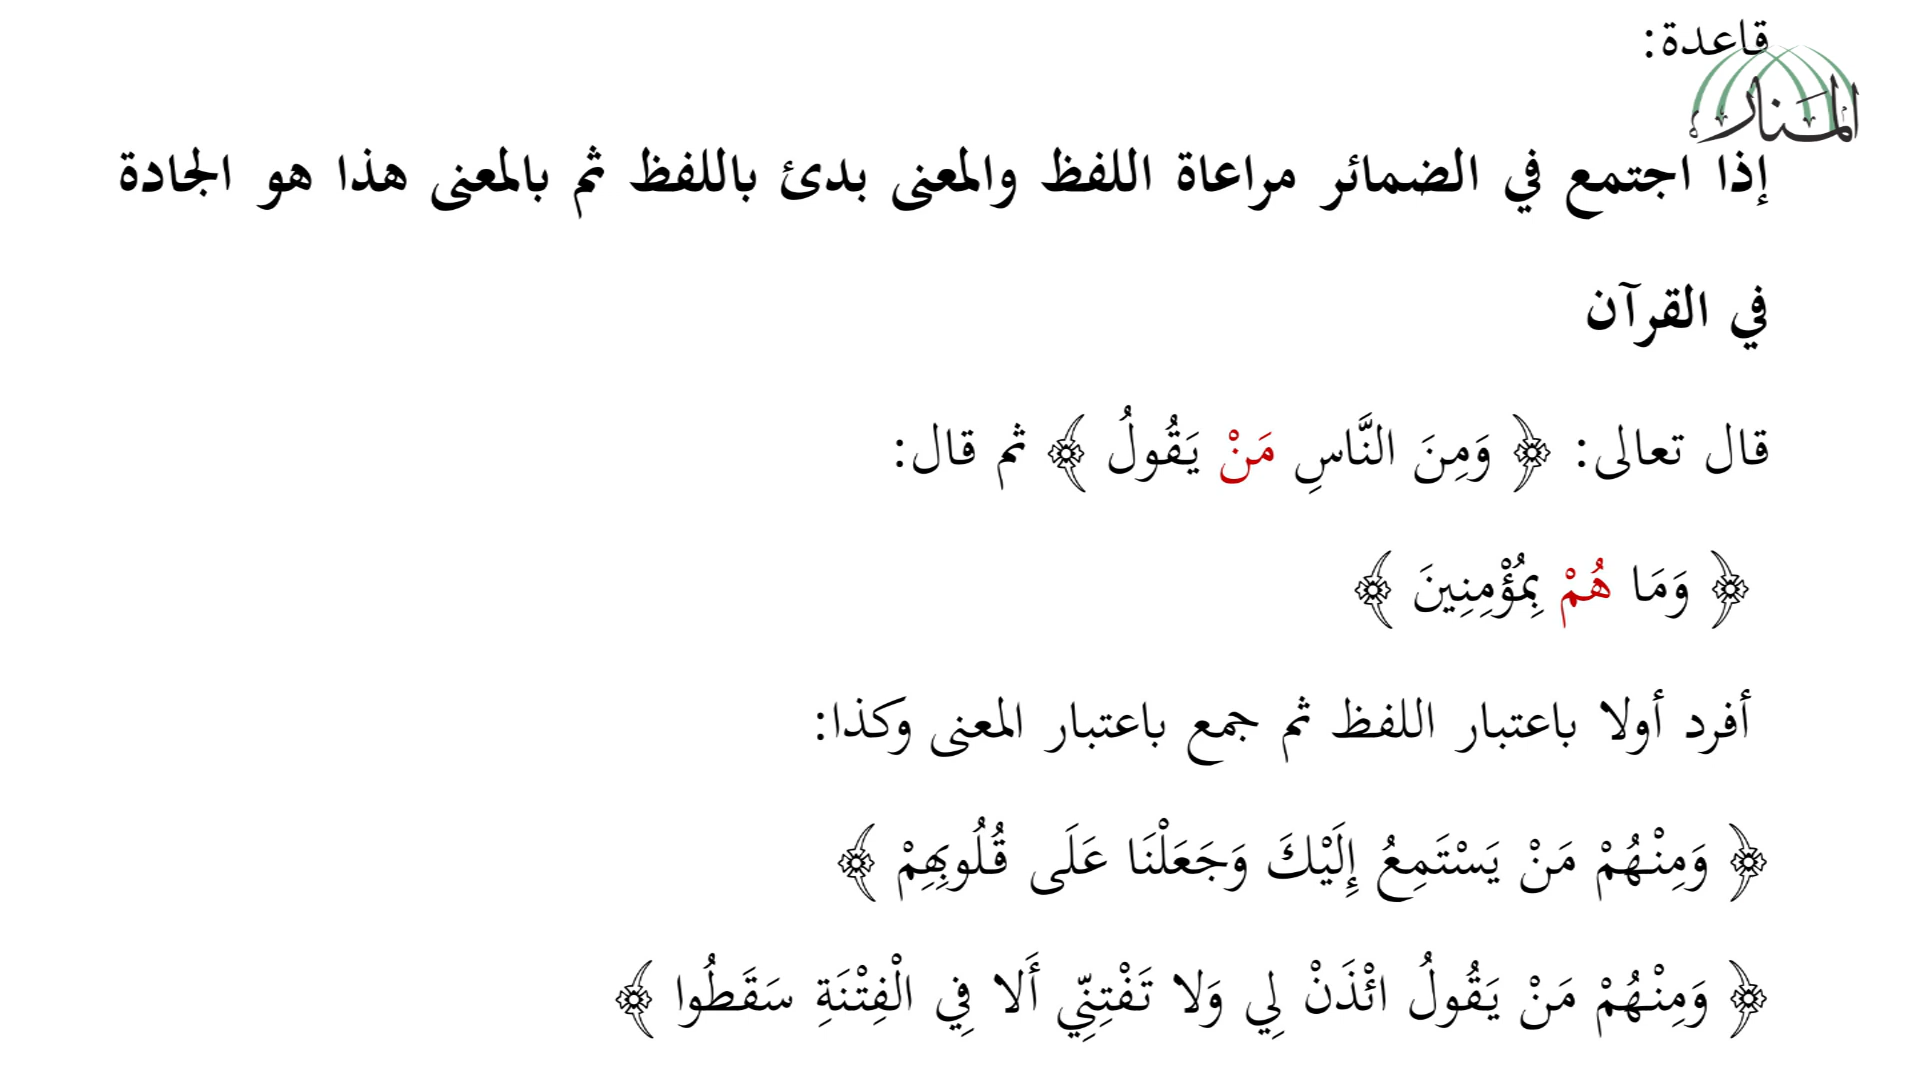 قاعدة:
المنار
إذا اجتمع في الضمائر مراعاة اللفظ والمعنى بدئ باللفظ ثم بالمعنى هذا هو الجادة
في القرآن
قال تعالى: ﴿ وَمِنَ النَّاسِ مَنْ يَقُولُ ﴾ ثم قال:
﴿ وَمَا هُمْ بِمُؤْمِنِينَ ﴾
أفرد أولا باعتبار اللفظ ثم جمع باعتبار المعنى وكذا:
﴿ وَمِنْهُمْ مَنْ يَسْتَمِعُ إِلَيْكَ وَجَعَلْنَا عَلَى قُلُوبِهِمْ ﴾
﴿ وَمِنْهُمْ مَنْ يَقُولُ ائْذَنْ لِي وَلا تَفْتِنِّي أَلا فِي الْفِتْنَةِ سَقَطُوا ﴾